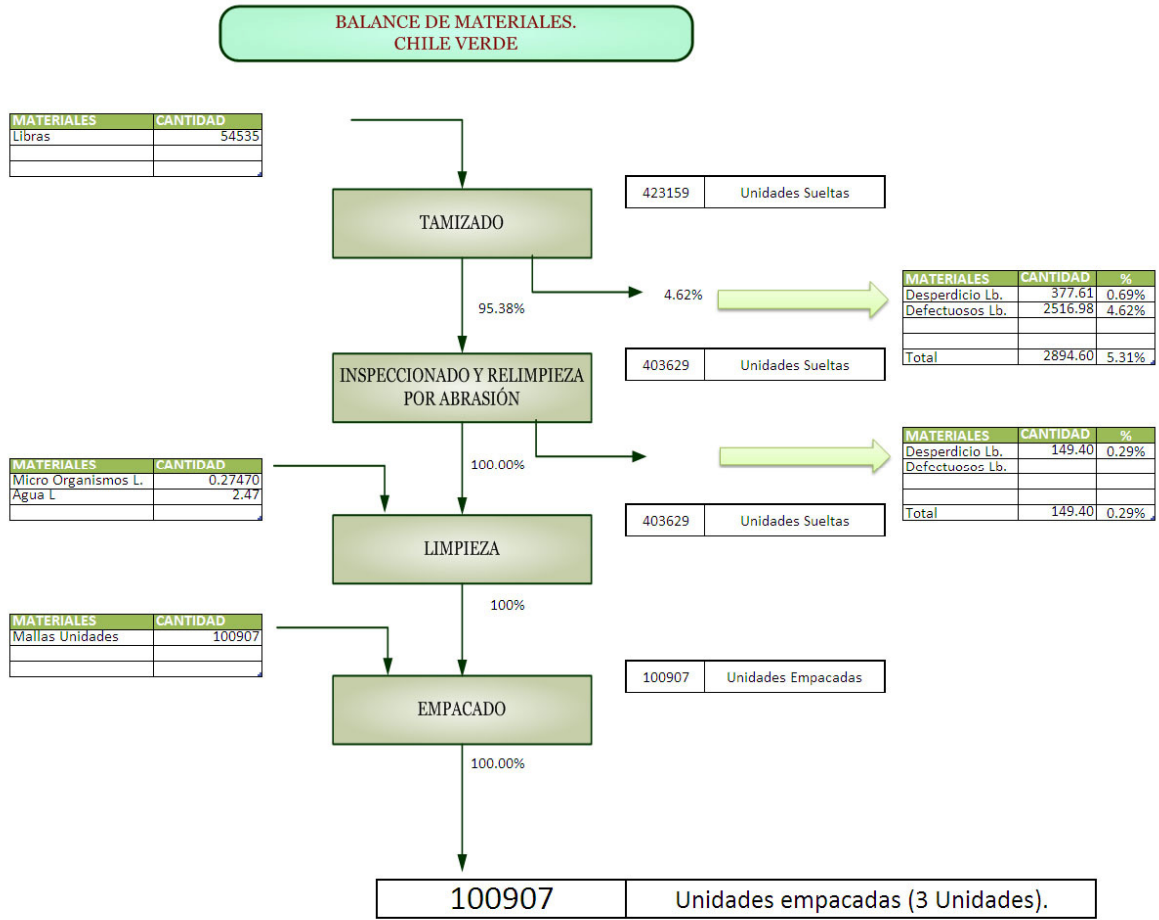 BALANCE DE MATERIALES.
CHILE VERDE
MATERIALES CANTIDAD
Libras 54535
TAMIZADO
423159 Unidades Sueltas
95.38%
4.62%
MATERIALES CANTIDAD %
Desperdicio Lb. 377.61 0.69%
Defectuosos Lb. 2516.98 4.62%
Total 2894.60 5.31%
INSPECCIONADO Y RELIMPIEZA
POR ABRASIÓN
403629 Unidades Sueltas
100.00%
MATERIALES CANTIDAD %
Desperdicio Lb. 149.40 0.29%
Defectuosos Lb.
Total 149.40 0.29%
MATERIALES CANTIDAD
Micro Organismos L. 0.27470
Agua L 2.47
LIMPIEZA
403629 Unidades Sueltas
100%
MATERIALES CANTIDAD
Mallas Unidades 100907
EMPACADO
100907 Unidades Empacadas
100.00%
100907 Unidades empacadas (3 Unidades).